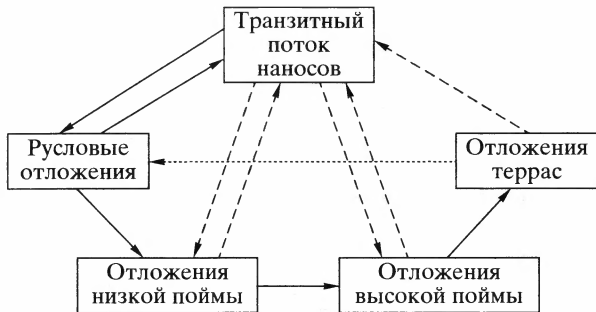 Транзитный
поток
наносов
Русловые
отложения
Отложения
террас
Отложения
низкой поймы
Отложения
высокой поймы